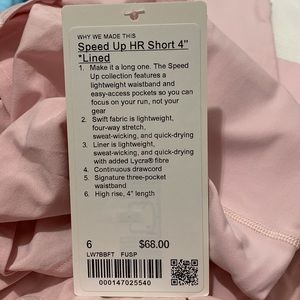 WHY WE MADE THIS
Speed Up HR Short 4"
*Lined
1. Make it a long one. The Speed
Up collection features a
lightweight waistband and
easy-access pockets so you can
focus on your run, not your
gear
2. Swift fabric is lightweight,
four-way stretch,
sweat-wicking, and quick-drying
3. Liner is lightweight,
sweat-wicking, and quick-drying
with added Lycra® fibre
4. Continuous drawcord
5. Signature three-pocket
waistband
6. High rise, 4" length
6 $68.00
LW7BBFT FUSP
000147025540